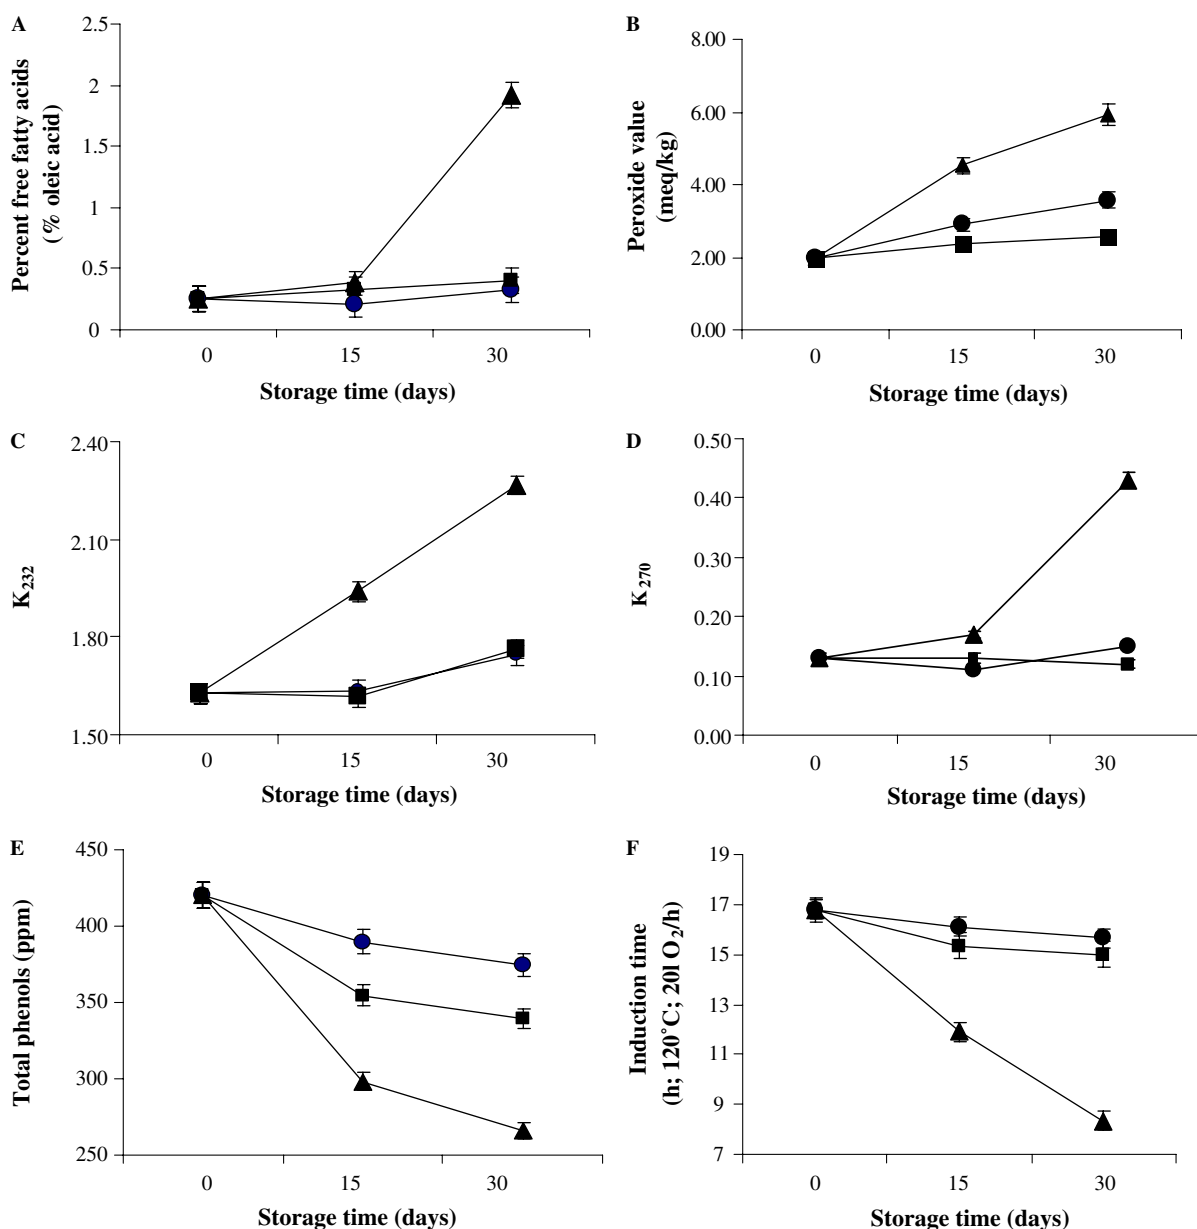 A
Percent free fatty acids
(% oleic acid)
2.5
2
1.5
1
0.5
0
0 15 30
Storage time (days)
B
Peroxide value
(meq/kg)
8.00
6.00
4.00
2.00
0.00
0 15 30
Storage time (days)
C
K232
2.40
2.10
1.80
1.50
0 15 30
Storage time (days)
D
K270
0.50
0.40
0.30
0.20
0.10
0.00
0 15 30
Storage time (days)
E
Total phenols (ppm)
450
400
350
300
250
0 15 30
Storage time (days)
F
Induction time
(h; 120°C; 20l O2/h)
19
17
15
13
11
9
7
0 15 30
Storage time (days)